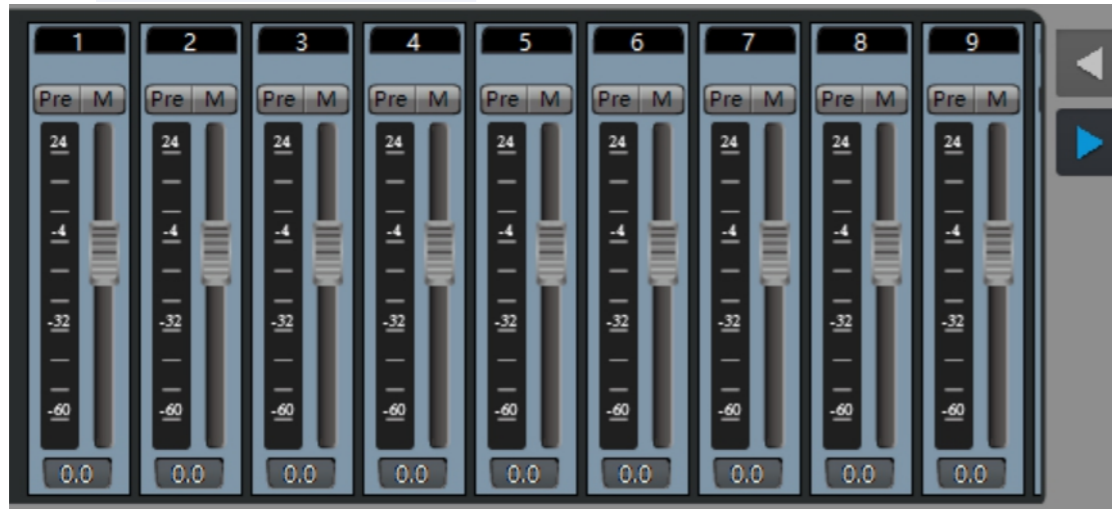 1 2 3 4 5 6 7 8 9
Pre M Pre M Pre M Pre M Pre M Pre M Pre M Pre M Pre M
24 24 24 24 24 24 24 24 24
-4 -4 -4 -4 -4 -4 -4 -4 -4
-32 -32 -32 -32 -32 -32 -32 -32 -32
-60 -60 -60 -60 -60 -60 -60 -60 -60
0.0 0.0 0.0 0.0 0.0 0.0 0.0 0.0 0.0